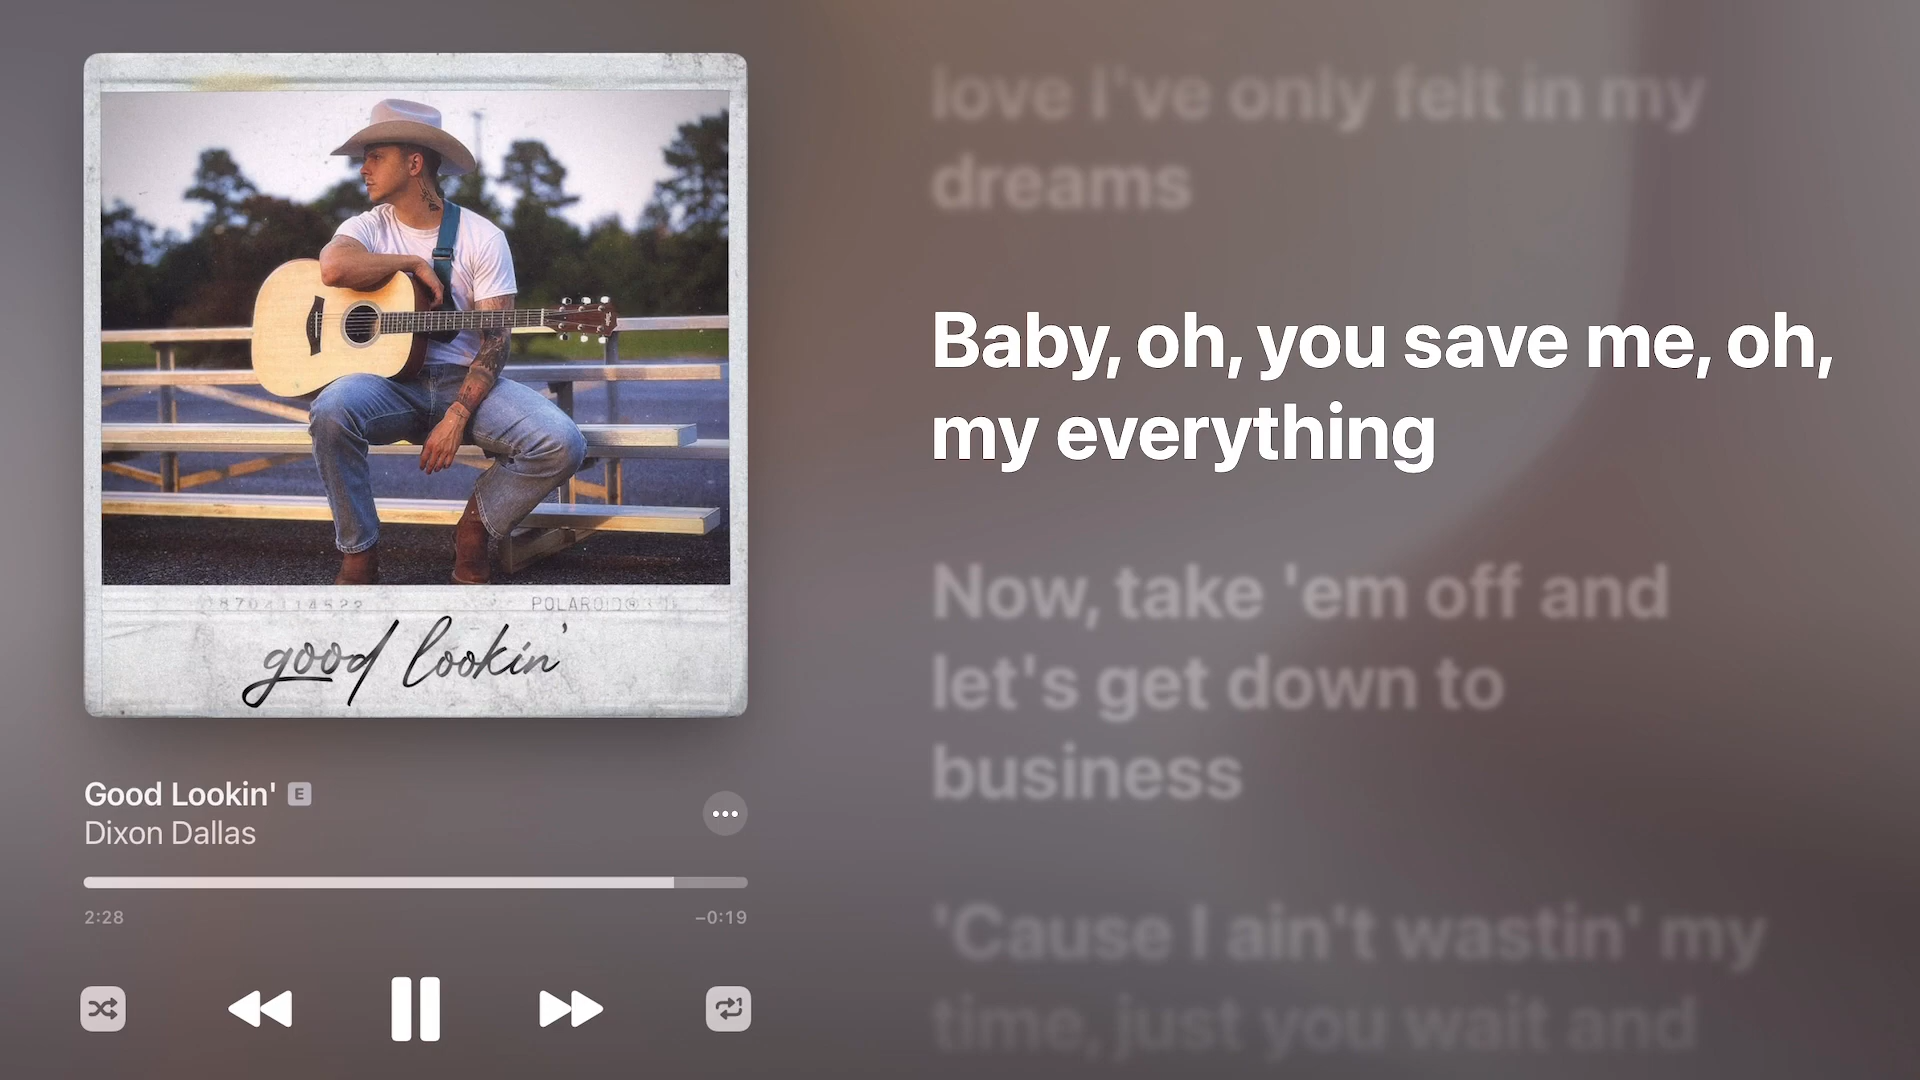 good lookin'
POLAROID
Good Lookin' E
Dixon Dallas
2:28
−0:19
1
love I've only felt in my
dreams
Baby, oh, you save me, oh,
my everything
Now, take 'em off and
let's get down to
business
'Cause I ain't wastin' my
time, just you wait and